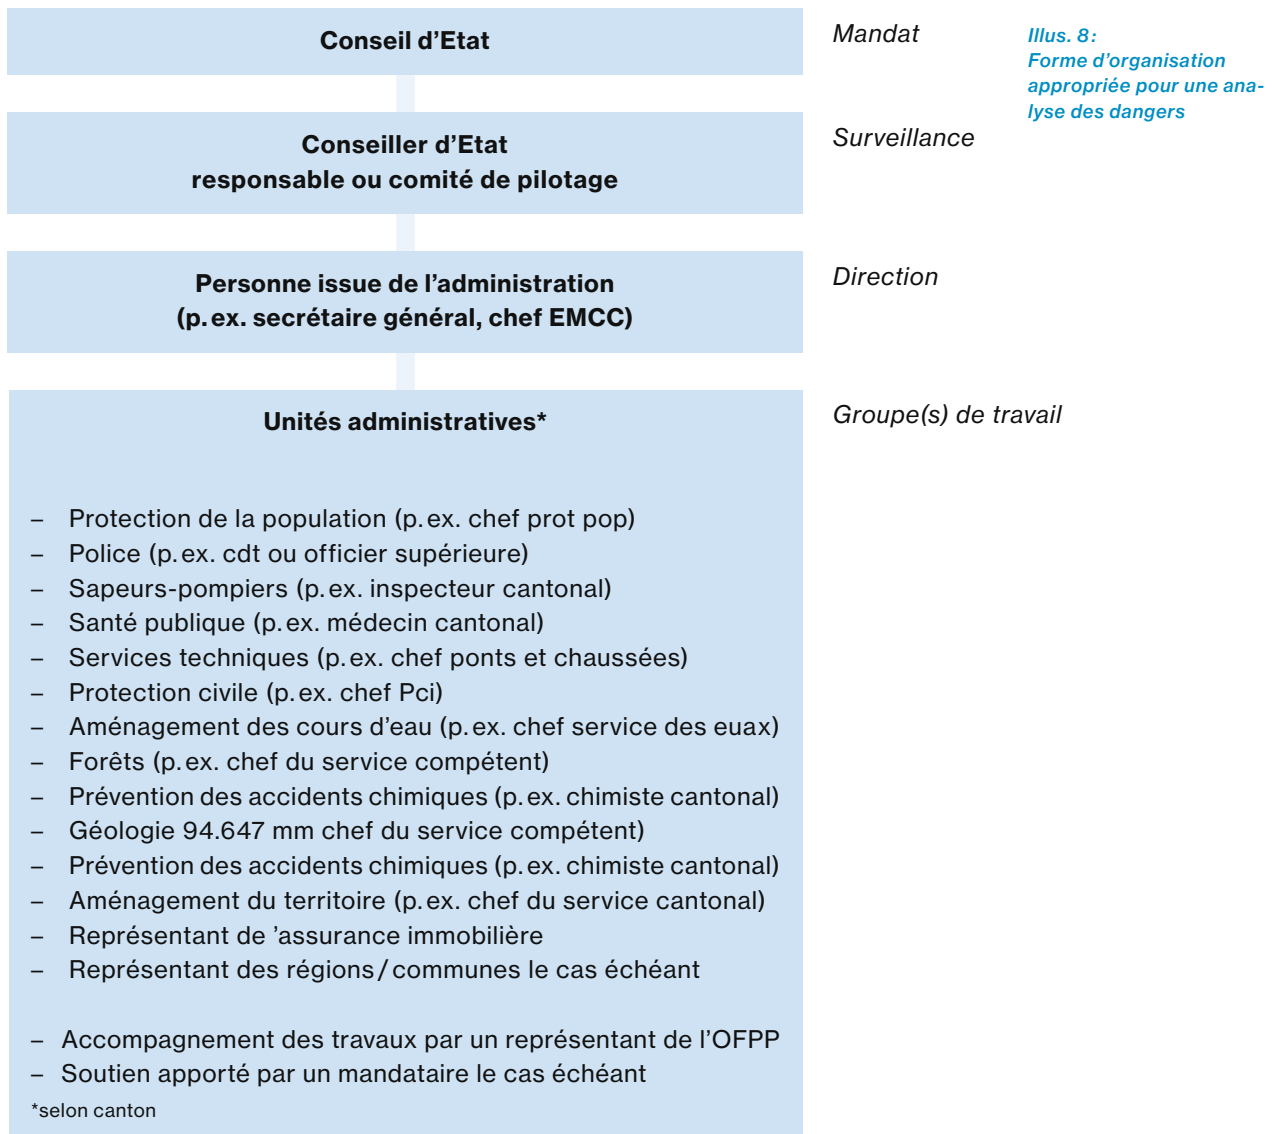 Conseil d’Etat
Mandat
Illus. 8:
Forme d’organisation
appropriée pour une ana-
lyse des dangers
Conseiller d’Etat
responsable ou comité de pilotage
Surveillance
Personne issue de l’administration
(p. ex. secrétaire général, chef EMCC)
Direction
Unités administratives*
Groupe(s) de travail
– Protection de la population (p. ex. chef prot pop)
– Police (p. ex. cdt ou officier supérieure)
– Sapeurs-pompiers (p. ex. inspecteur cantonal)
– Santé publique (p. ex. médecin cantonal)
– Services techniques (p. ex. chef ponts et chaussées)
– Protection civile (p. ex. chef Pci)
– Aménagement des cours d’eau (p. ex. chef service des euax)
– Forêts (p. ex. chef du service compétent)
– Prévention des accidents chimiques (p. ex. chimiste cantonal)
– Géologie 94.647 mm chef du service compétent)
– Prévention des accidents chimiques (p. ex. chimiste cantonal)
– Aménagement du territoire (p. ex. chef du service cantonal)
– Représentant de ’assurance immobilière
– Représentant des régions / communes le cas échéant
– Accompagnement des travaux par un représentant de l’OFPP
– Soutien apporté par un mandataire le cas échéant
*selon canton